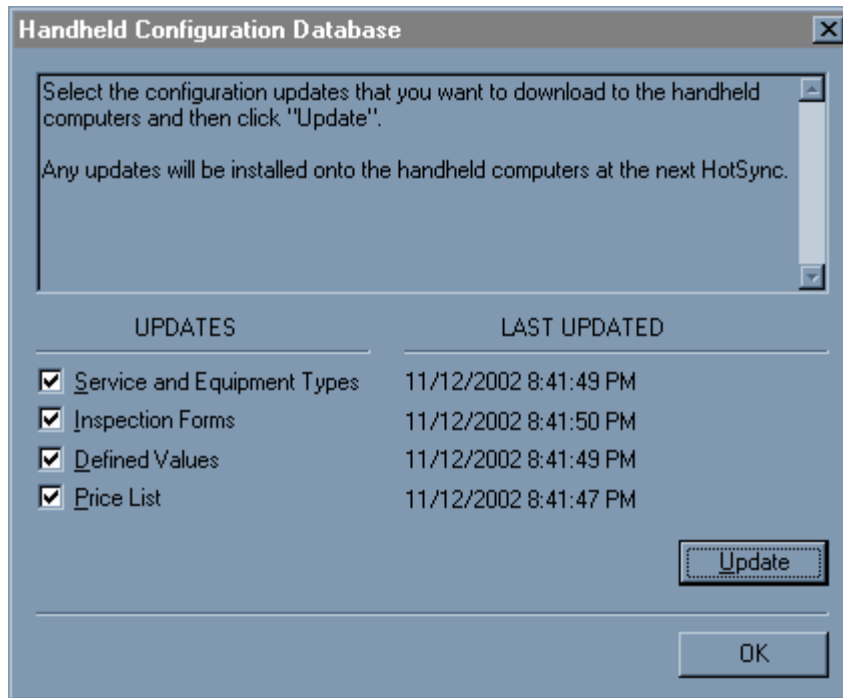 Handheld Configuration Database
Select the configuration updates that you want to download to the handheld
computers and then click "Update".
Any updates will be installed onto the handheld computers at the next HotSync.
UPDATES LAST UPDATED
Service and Equipment Types 11/12/2002 8:41:49 PM
Inspection Forms 11/12/2002 8:41:50 PM
Defined Values 11/12/2002 8:41:49 PM
Price List 11/12/2002 8:41:47 PM
Update
OK